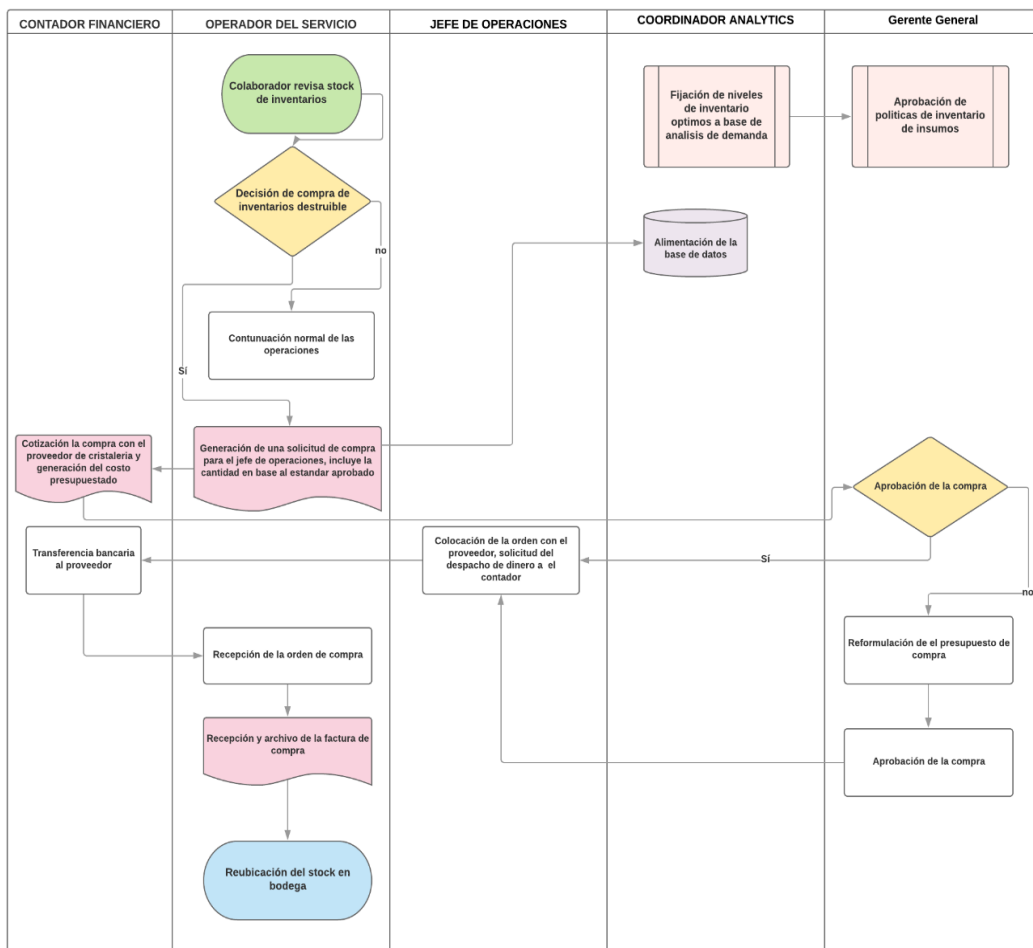 CONTADOR FINANCIERO
OPERADOR DEL SERVICIO
JEFE DE OPERACIONES
COORDINADOR ANALYTICS
Gerente General
Colaborador revisa stock
de inventarios
Fijación de niveles
de inventario
optimos a base de
analisis de demanda
Aprobación de
politicas de inventario
de insumos
Decisión de compra de
inventarios destruible
no
Alimentación de la
base de datos
Contunuación normal de las
operaciones
Sí
Cotización la compra con el
proveedor de cristaleria y
generación del costo
presupuestado
Generación de una solicitud de compra
para el jefe de operaciones, incluye la
cantidad en base al estandar aprobado
Aprobación de la compra
Transferencia bancaria
al proveedor
Colocación de la orden con el
proveedor, solicitud del
despacho de dinero a el
contador
Sí
no
Recepción de la orden de compra
Reformulación de el presupuesto de
compra
Recepción y archivo de la factura de
compra
Aprobación de la compra
Reubicación del stock en
bodega